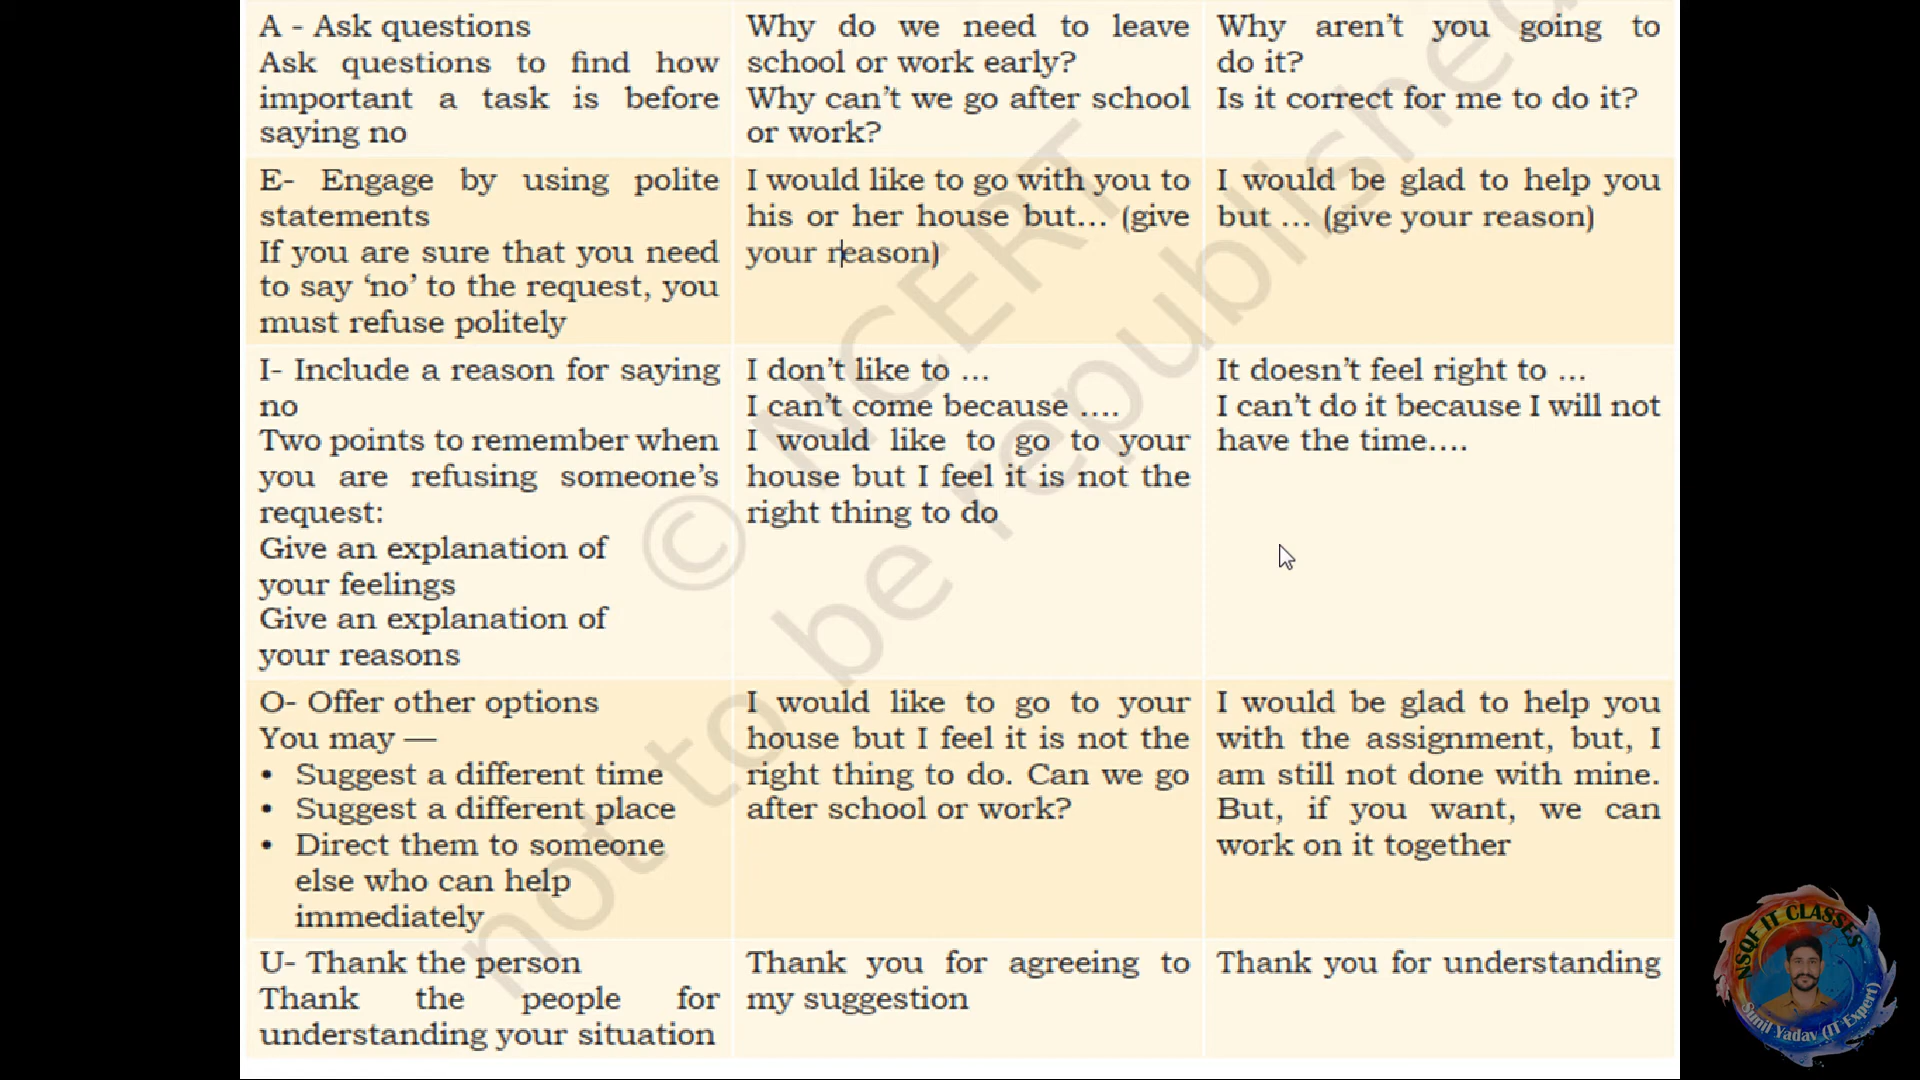 A - Ask questions
Ask questions to find how
important a task is before
saying no
Why do we need to leave
school or work early?
Why can’t we go after school
or work?
Why aren’t you going to
do it?
Is it correct for me to do it?
E- Engage by using polite
statements
If you are sure that you need
to say ‘no’ to the request, you
must refuse politely
I would like to go with you to
his or her house but... (give
your reason)
I would be glad to help you
but ... (give your reason)
I- Include a reason for saying
no
Two points to remember when
you are refusing someone’s
request:
Give an explanation of
your feelings
Give an explanation of
your reasons
I don’t like to ...
I can’t come because ....
I would like to go to your
house but I feel it is not the
right thing to do
It doesn’t feel right to ...
I can’t do it because I will not
have the time....
O- Offer other options
You may —
• Suggest a different time
• Suggest a different place
• Direct them to someone
else who can help
immediately
I would like to go to your
house but I feel it is not the
right thing to do. Can we go
after school or work?
I would be glad to help you
with the assignment, but, I
am still not done with mine.
But, if you want, we can
work on it together
U- Thank the person
Thank the people for
understanding your situation
Thank you for agreeing to
my suggestion
Thank you for understanding
© NCERT
not to be republished
NSQF IT CLASSES
Sunil Yadav (IT Expert)